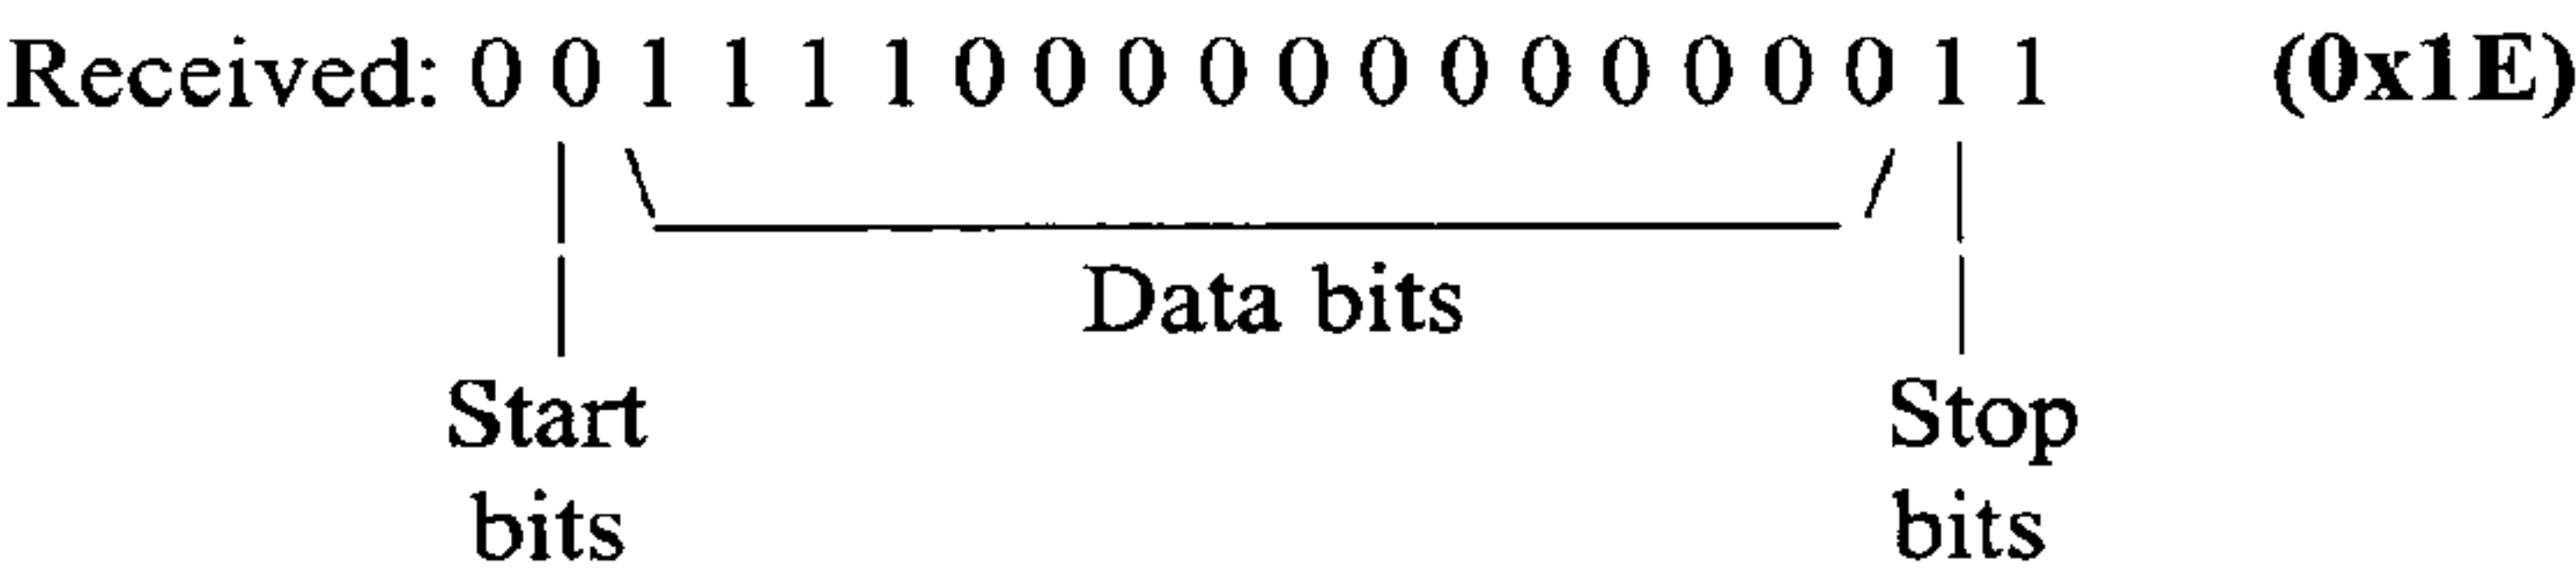 Received: 0 0 1 1 1 1 0 0 0 0 0 0 0 0 0 0 0 0 1 1 (0x1E)
Data bits
Start bits
Stop bits